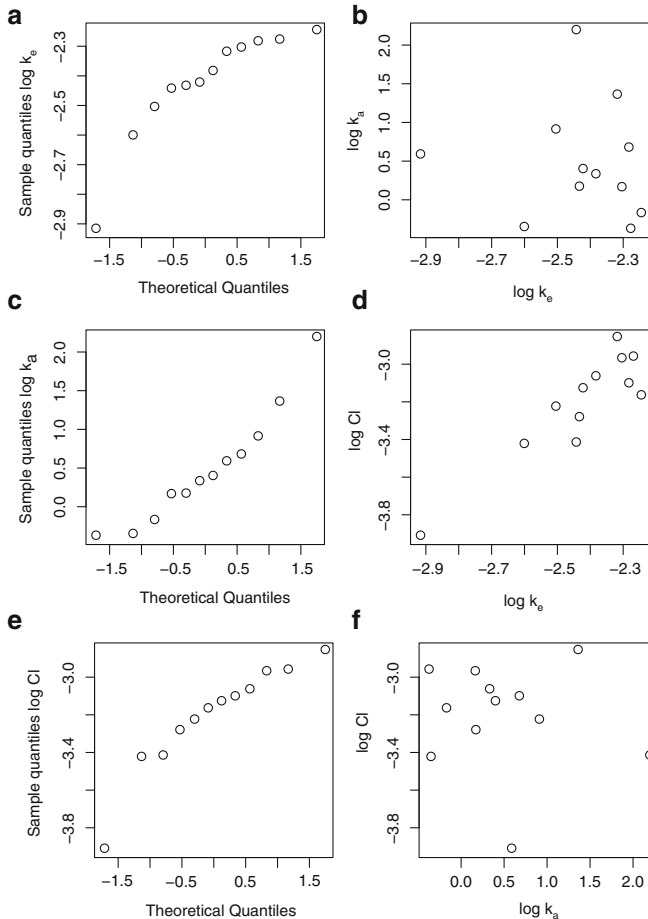 a
Sample quantiles log ke
−2.9 −2.7 −2.5 −2.3
−1.5 −0.5 0.5 1.5
Theoretical Quantiles
b
log ka
0.0 0.5 1.0 1.5 2.0
−2.9 −2.7 −2.5 −2.3
log ke
c
Sample quantiles log ka
0.0 0.5 1.0 1.5 2.0
−1.5 −0.5 0.5 1.5
Theoretical Quantiles
d
log Cl
−3.8 −3.4 −3.0
−2.9 −2.7 −2.5 −2.3
log ke
e
Sample quantiles log Cl
−3.8 −3.4 −3.0
−1.5 −0.5 0.5 1.5
Theoretical Quantiles
f
log Cl
−3.8 −3.4 −3.0
0.0 0.5 1.0 1.5 2.0
log ka